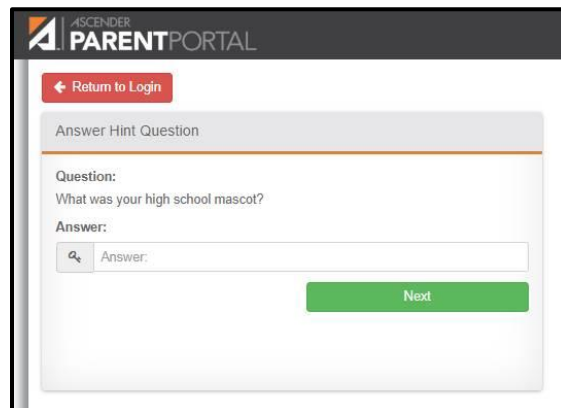 ASCENDER
PARENTPORTAL
Return to Login
Answer Hint Question
Question:
What was your high school mascot?
Answer:
Answer:
Next